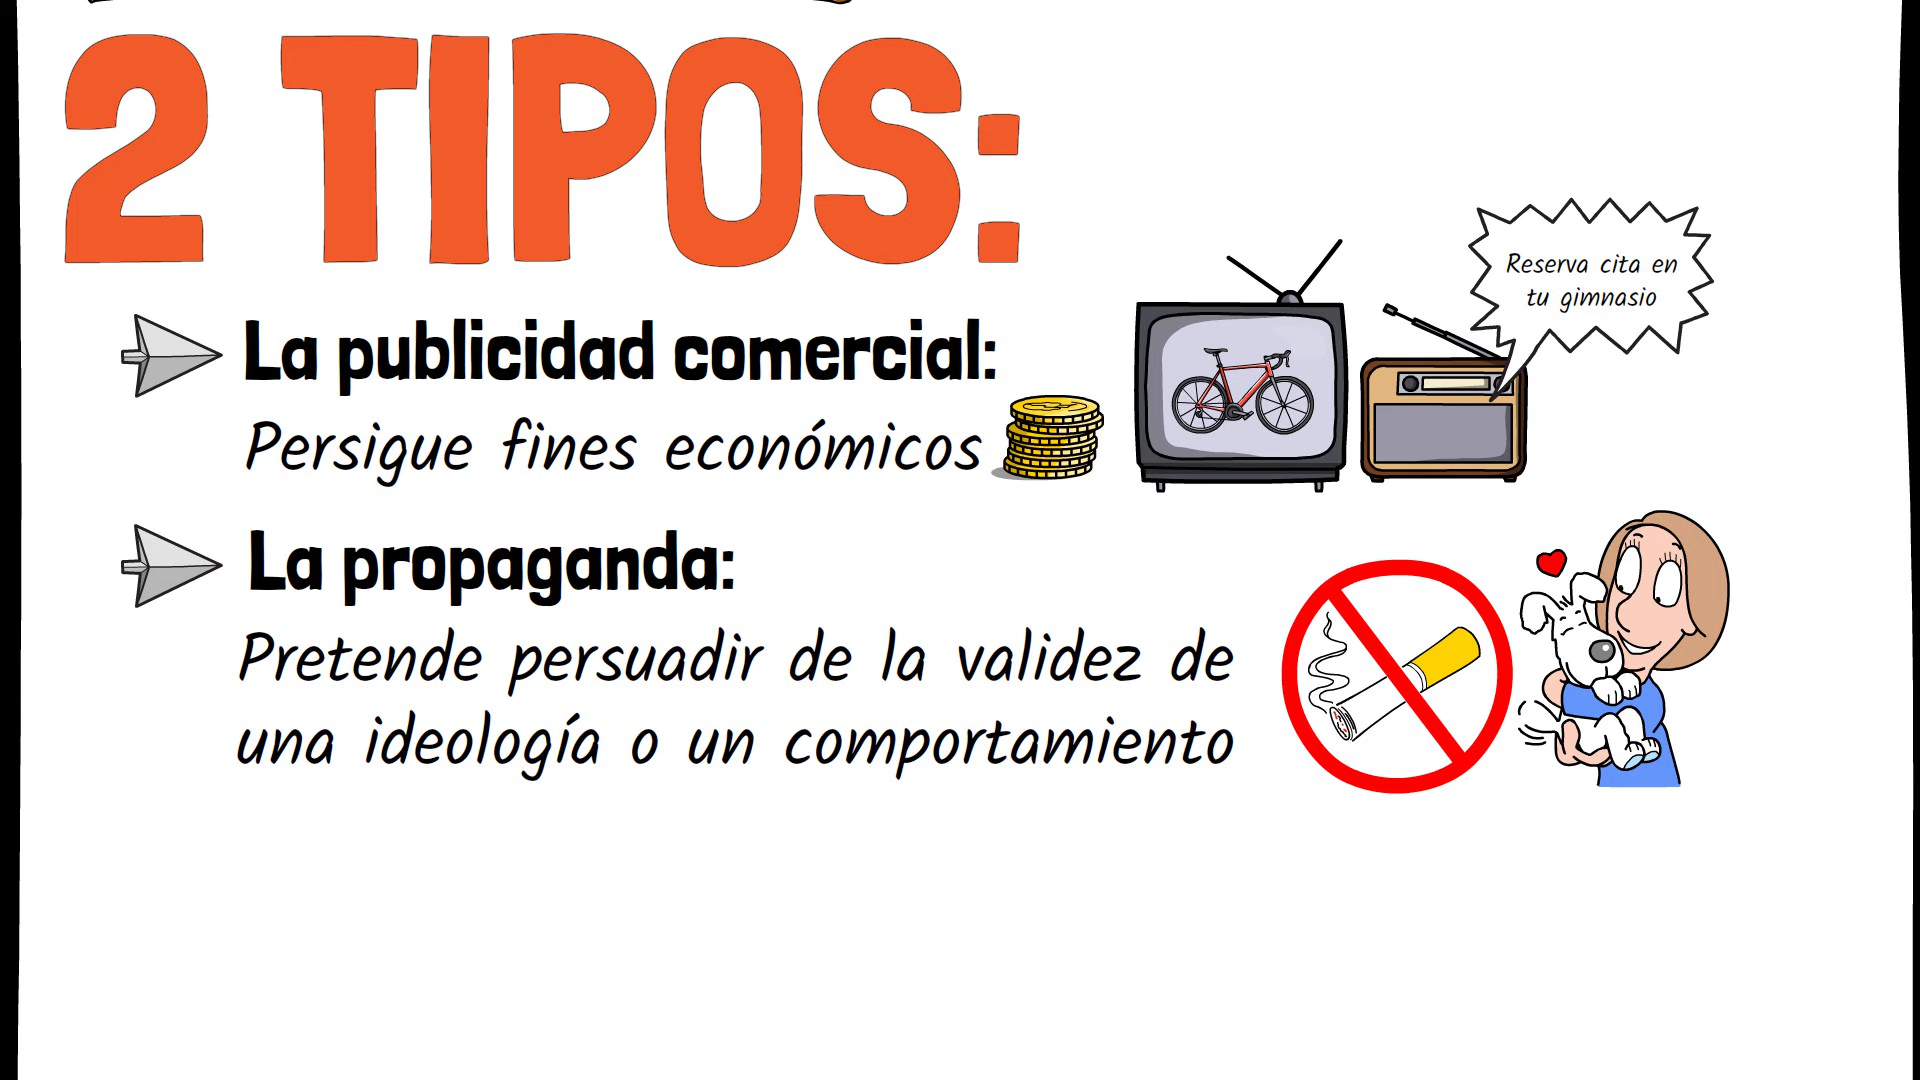 2 TIPOS:
Reserva cita en
tu gimnasio
La publicidad comercial:
Persigue fines económicos
La propaganda:
Pretende persuadir de la validez de
una ideología o un comportamiento